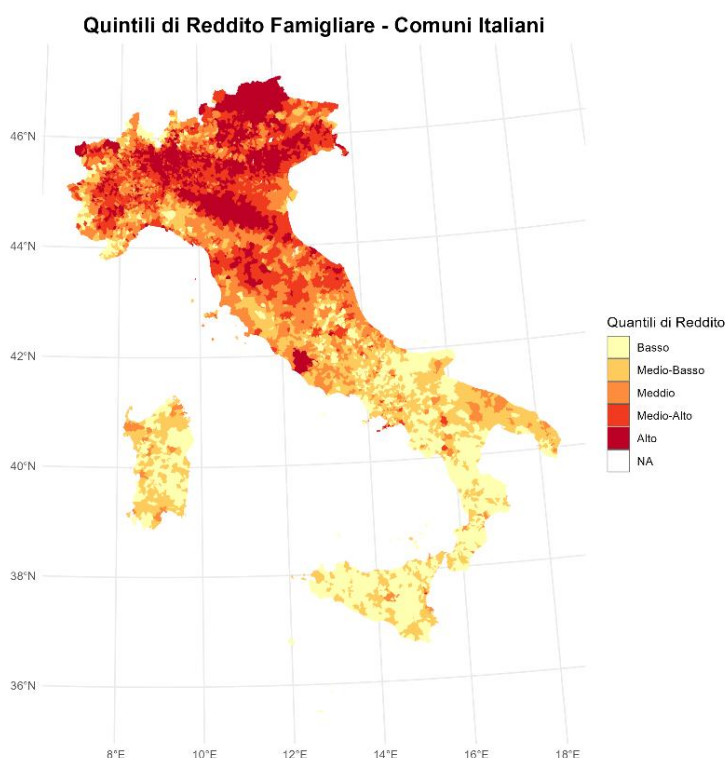 Quintili di Reddito Famigliare - Comuni Italiani
46°N
44°N
42°N
40°N
38°N
36°N
8°E
10°E
12°E
14°E
16°E
18°E
Quantili di Reddito
Basso
Medio-Basso
Meddio
Medio-Alto
Alto
NA